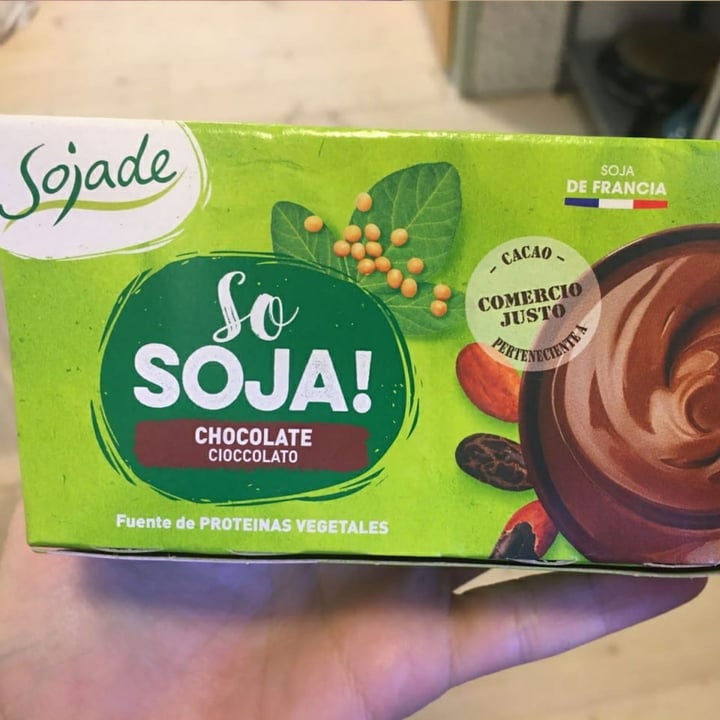 Sojade
So
SOJA!
CHOCOLATE
CIOCCOLATO
Fuente de PROTEINAS VEGETALES
SOJA
DE FRANCIA
- CACAO -
COMERCIO
JUSTO
PERTENECIENTE A